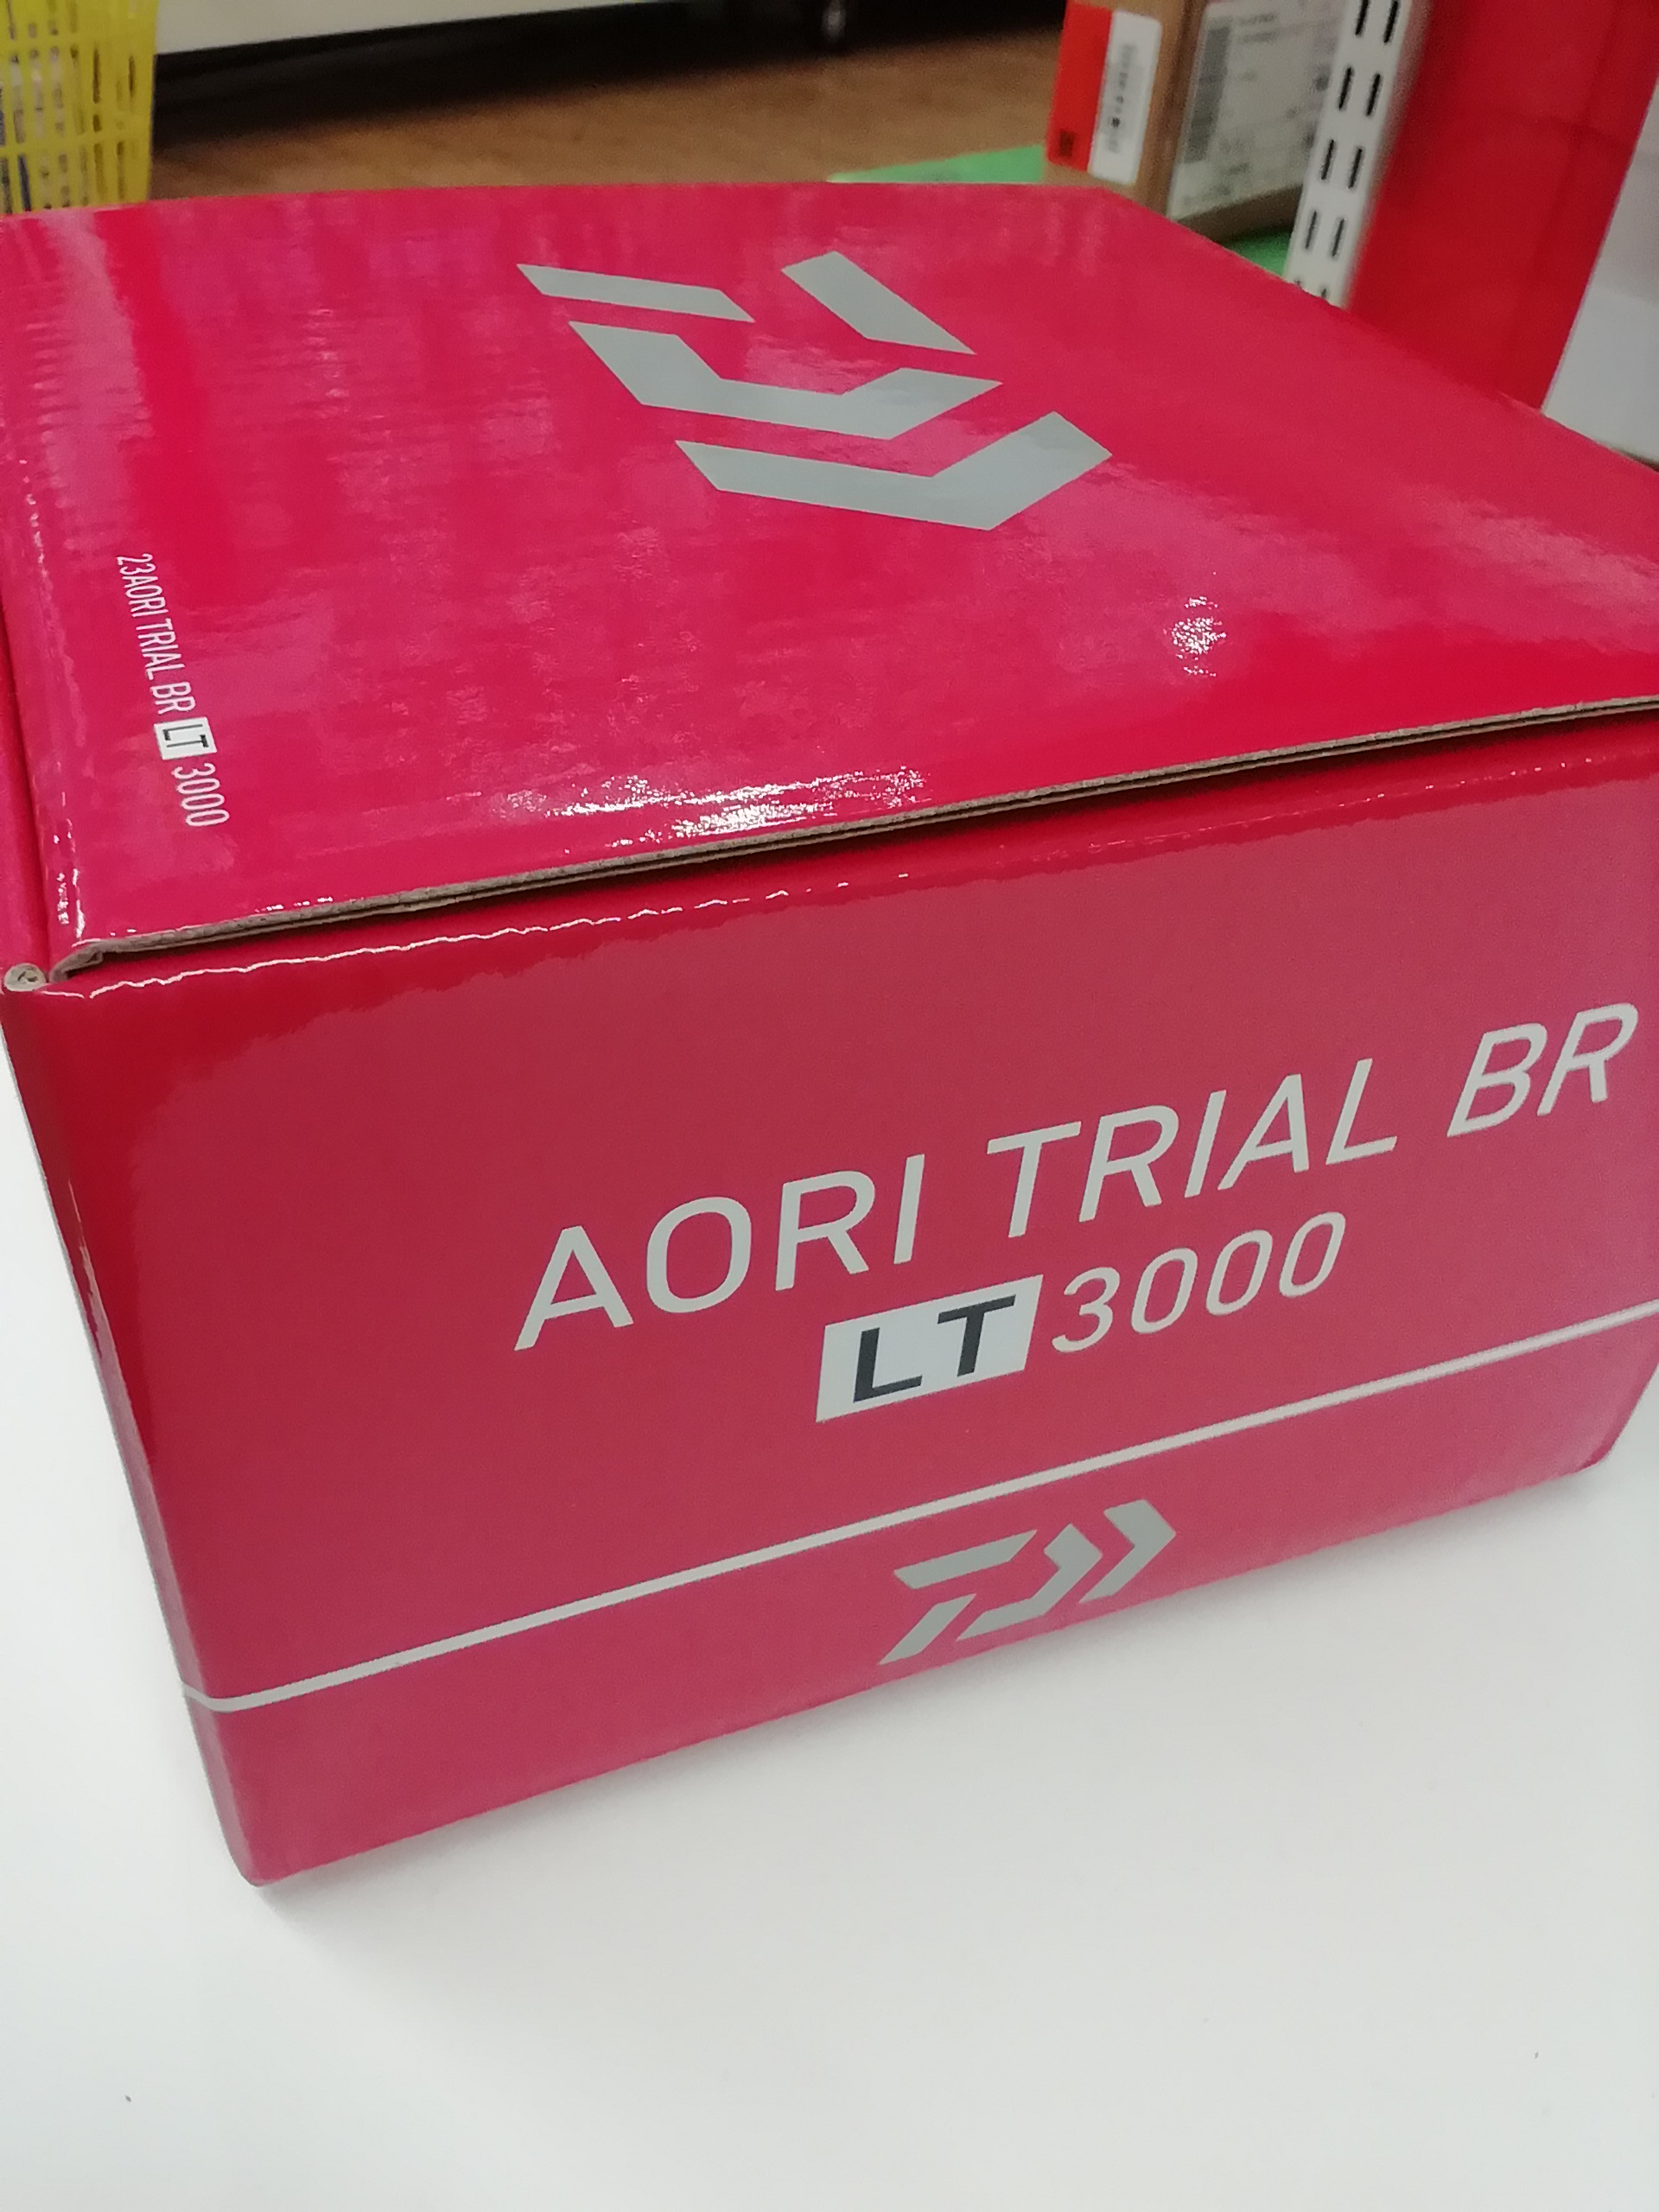 23AORI TRIAL BR LT 3000
AORI TRIAL BR
LT 3000